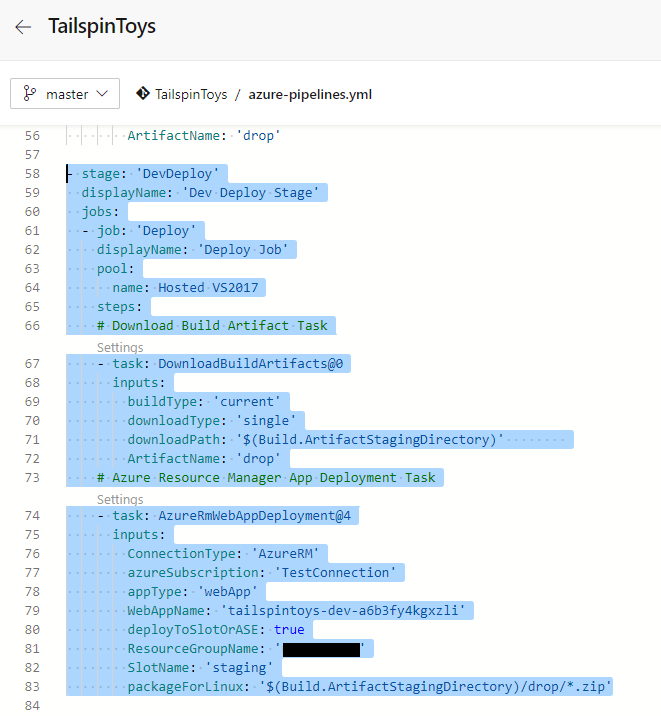 TailspinToys
master TailspinToys / azure-pipelines.yml
56 ArtifactName: 'drop'
57
58 - stage: 'DevDeploy'
59 displayName: 'Dev Deploy Stage'
60 jobs:
61 - job: 'Deploy'
62 displayName: 'Deploy Job'
63 pool:
64 name: Hosted VS2017
65 steps:
66 # Download Build Artifact Task
Settings
67 - task: DownloadBuildArtifacts@0
68 inputs:
69 buildType: 'current'
70 downloadType: 'single'
71 downloadPath: '$(Build.ArtifactStagingDirectory)'
72 ArtifactName: 'drop'
73 # Azure Resource Manager App Deployment Task
Settings
74 - task: AzureRmWebAppDeployment@4
75 inputs:
76 ConnectionType: 'AzureRM'
77 azureSubscription: 'TestConnection'
78 appType: 'webApp'
79 WebAppName: 'tailspintoys-dev-a6b3fy4kgxzli'
80 deployToSlotOrASE: true
81 ResourceGroupName: ' '
82 SlotName: 'staging'
83 packageForLinux: '$(Build.ArtifactStagingDirectory)/drop/*.zip'
84